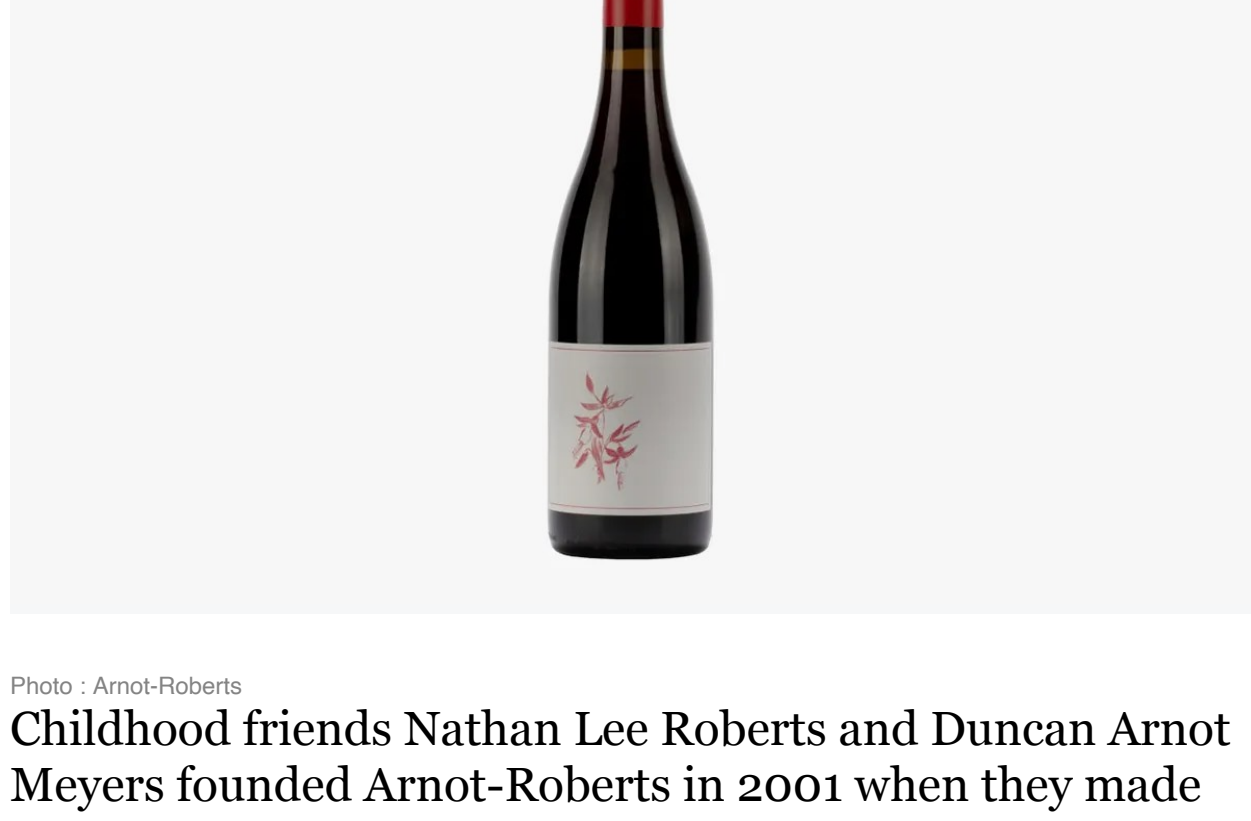 Photo : Arnot-Roberts
Childhood friends Nathan Lee Roberts and Duncan Arnot
Meyers founded Arnot-Roberts in 2001 when they made